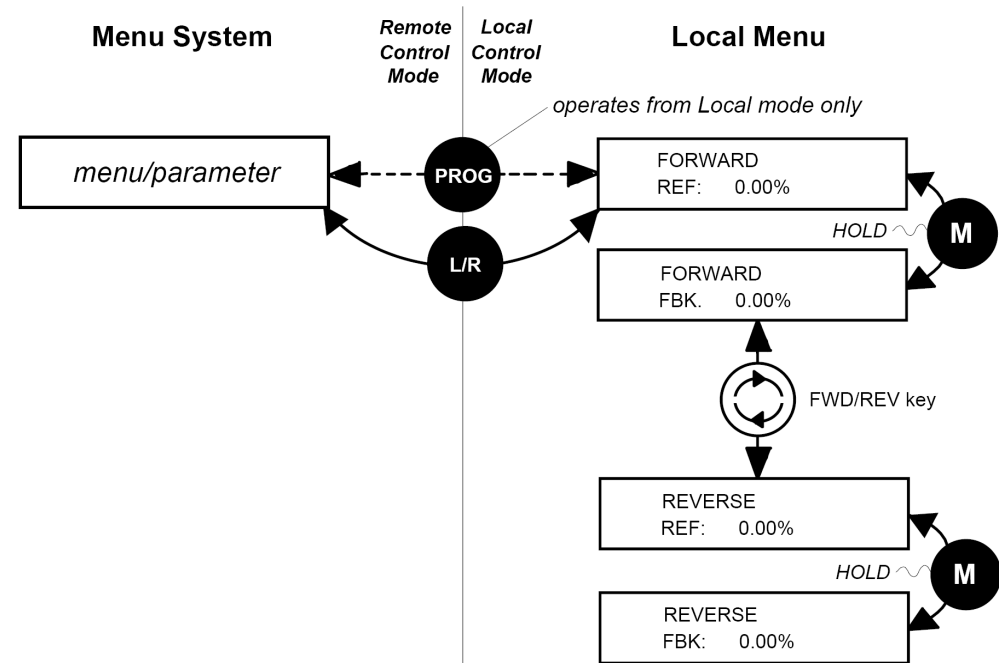 Menu System
Remote
Control
Mode
Local
Control
Mode
Local Menu
operates from Local mode only
menu/parameter
PROG
FORWARD
REF: 0.00%
HOLD
M
L/R
FORWARD
FBK. 0.00%
FWD/REV key
REVERSE
REF: 0.00%
HOLD
M
REVERSE
FBK: 0.00%